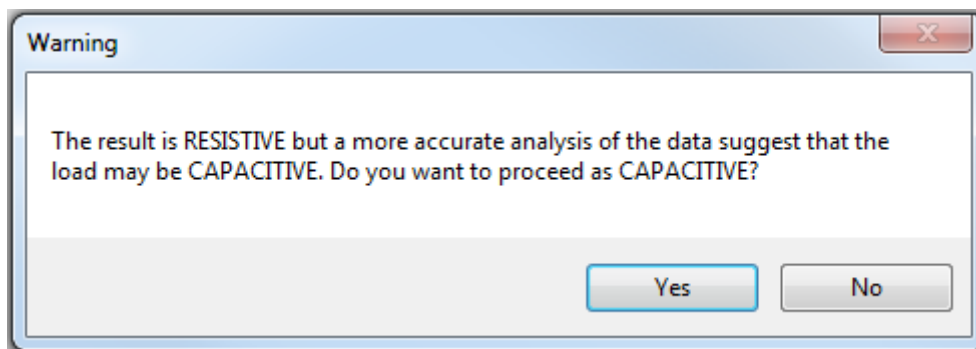 Warning
The result is RESISTIVE but a more accurate analysis of the data suggest that the
load may be CAPACITIVE. Do you want to proceed as CAPACITIVE?
Yes No